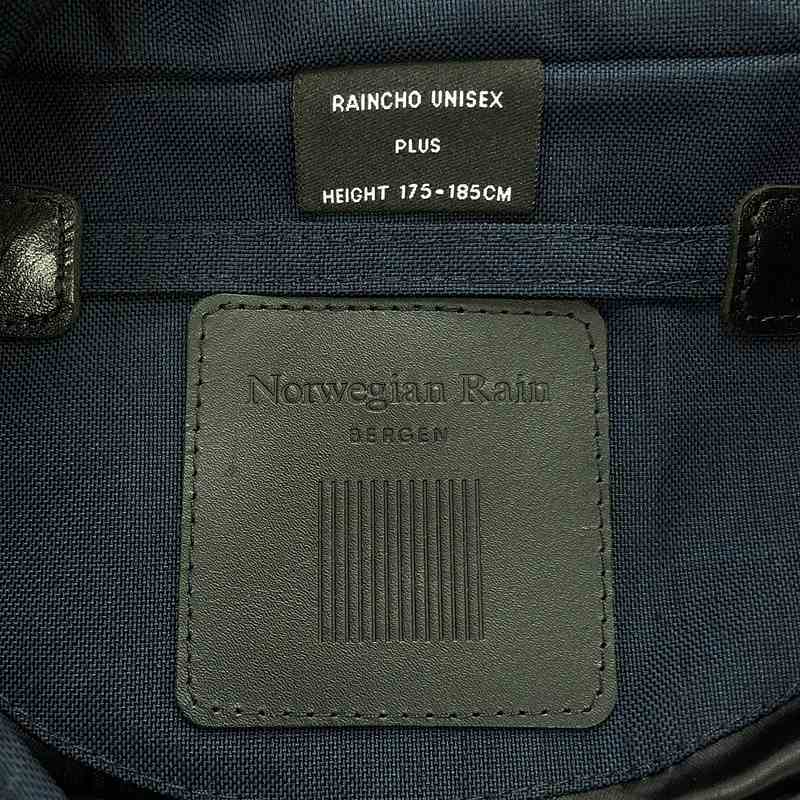 RAINCHO UNISEX
PLUS
HEIGHT 175-185CM
Norwegian Rain
BERGEN